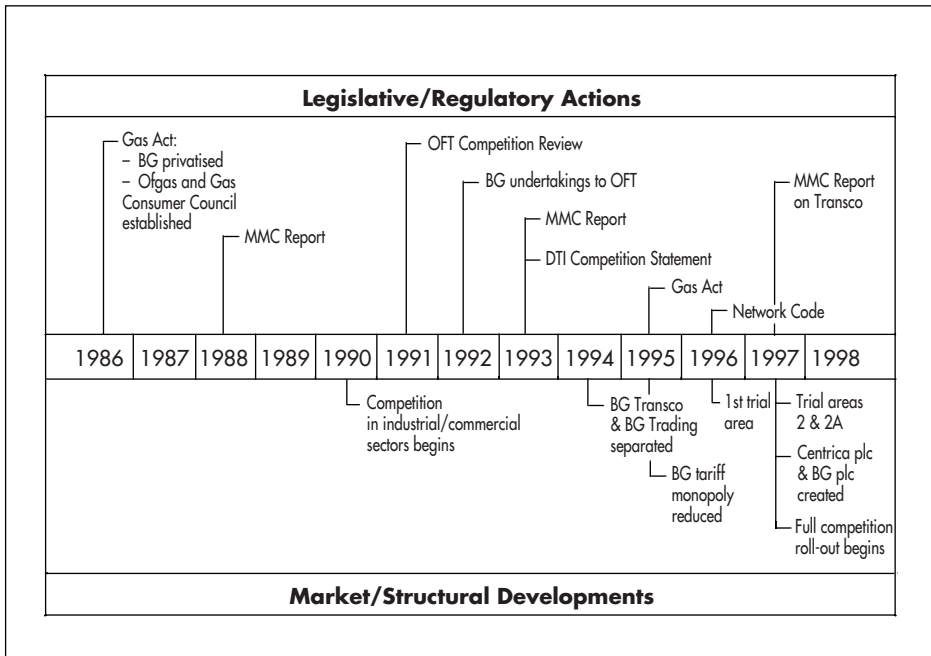 Legislative/Regulatory Actions
Gas Act:
– BG privatised
– Ofgas and Gas
Consumer Council
established
MMC Report
OFT Competition Review
BG undertakings to OFT
MMC Report
DTI Competition Statement
Gas Act
Network Code
MMC Report
on Transco
1986 1987 1988 1989 1990 1991 1992 1993 1994 1995 1996 1997 1998
Competition
in industrial/commercial
sectors begins
BG Transco
& BG Trading
separated
BG tariff
monopoly
reduced
1st trial
area
Trial areas
2 & 2A
Centrica plc
& BG plc
created
Full competition
roll-out begins
Market/Structural Developments